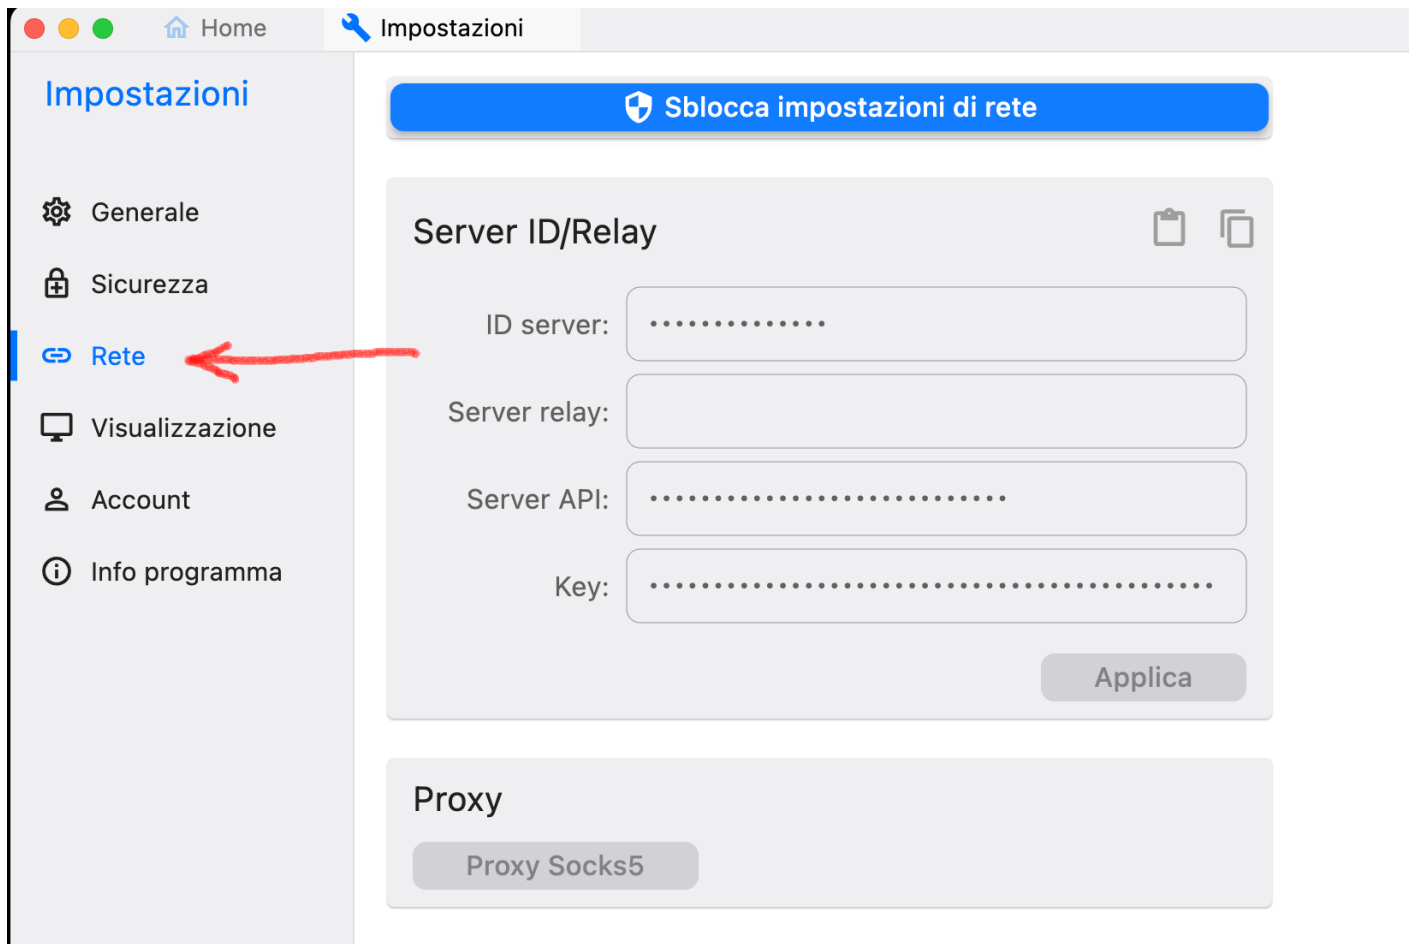 Home
Impostazioni
Impostazioni
Generale
Sicurezza
Rete
Visualizzazione
Account
Info programma
Sblocca impostazioni di rete
Server ID/Relay
ID server: ••••••••••••••
Server relay:
Server API: ••••••••••••••••••••••••••••
Key: •••••••••••••••••••••••••••••••••••••••••••
Applica
Proxy
Proxy Socks5